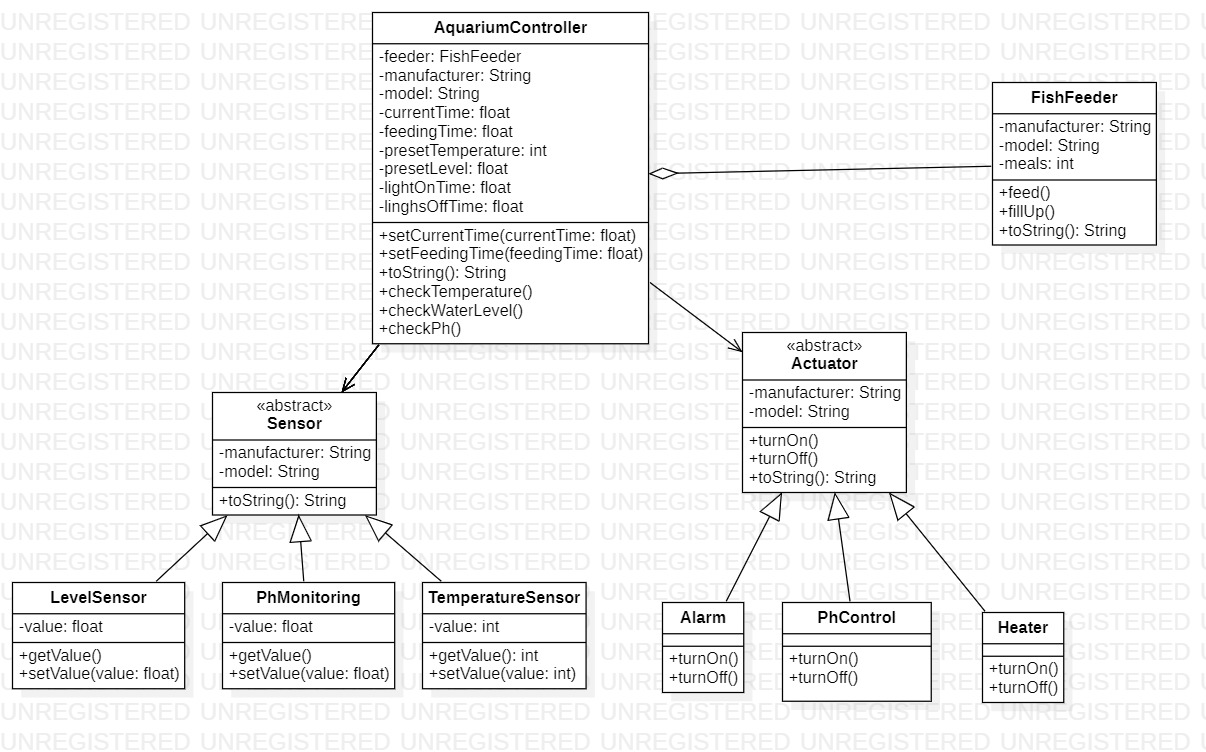 AquariumController
-feeder: FishFeeder
-manufacturer: String
-model: String
-currentTime: float
-feedingTime: float
-presetTemperature: int
-presetLevel: float
-lightOnTime: float
-linghsOffTime: float
+setCurrentTime(currentTime: float)
+setFeedingTime(feedingTime: float)
+toString(): String
+checkTemperature()
+checkWaterLevel()
+checkPh()
FishFeeder
-manufacturer: String
-model: String
-meals: int
+feed()
+fillUp()
+toString(): String
«abstract»
Sensor
-manufacturer: String
-model: String
+toString(): String
«abstract»
Actuator
-manufacturer: String
-model: String
+turnOn()
+turnOff()
+toString(): String
LevelSensor
-value: float
+getValue()
+setValue(value: float)
PhMonitoring
-value: float
+getValue()
+setValue(value: float)
TemperatureSensor
-value: int
+getValue(): int
+setValue(value: int)
Alarm
+turnOn()
+turnOff()
PhControl
+turnOn()
+turnOff()
Heater
+turnOn()
+turnOff()
UNREGISTERED